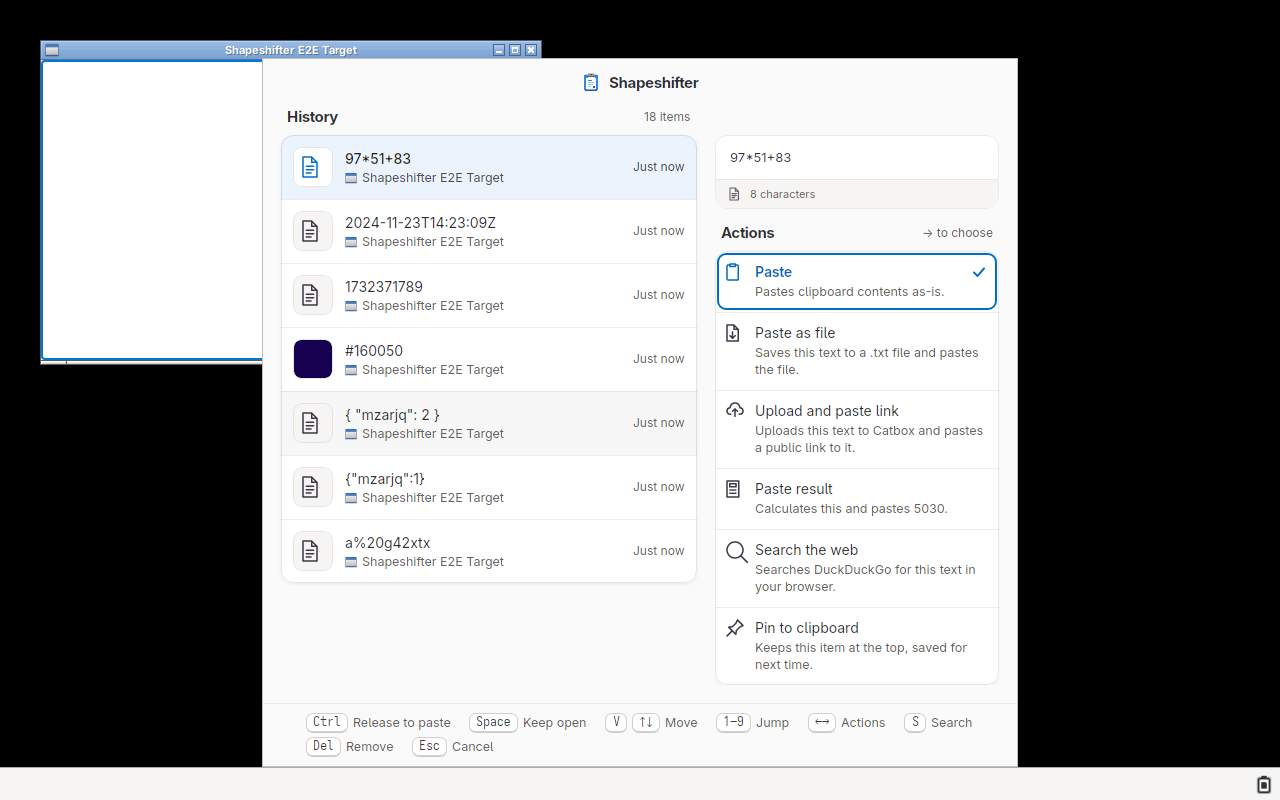 Shapeshifter E2E Target
Shapeshifter
History
18 items
97*51+83
Shapeshifter E2E Target
Just now
2024-11-23T14:23:09Z
Shapeshifter E2E Target
Just now
1732371789
Shapeshifter E2E Target
Just now
#160050
Shapeshifter E2E Target
Just now
{ "mzarjq": 2 }
Shapeshifter E2E Target
Just now
{"mzarjq":1}
Shapeshifter E2E Target
Just now
a%20g42xtx
Shapeshifter E2E Target
Just now
97*51+83
8 characters
Actions
→ to choose
Paste
Pastes clipboard contents as-is.
Paste as file
Saves this text to a .txt file and pastes
the file.
Upload and paste link
Uploads this text to Catbox and pastes
a public link to it.
Paste result
Calculates this and pastes 5030.
Search the web
Searches DuckDuckGo for this text in
your browser.
Pin to clipboard
Keeps this item at the top, saved for
next time.
Ctrl Release to paste Space Keep open V ↑↓ Move 1–9 Jump ↔ Actions S Search
Del Remove Esc Cancel